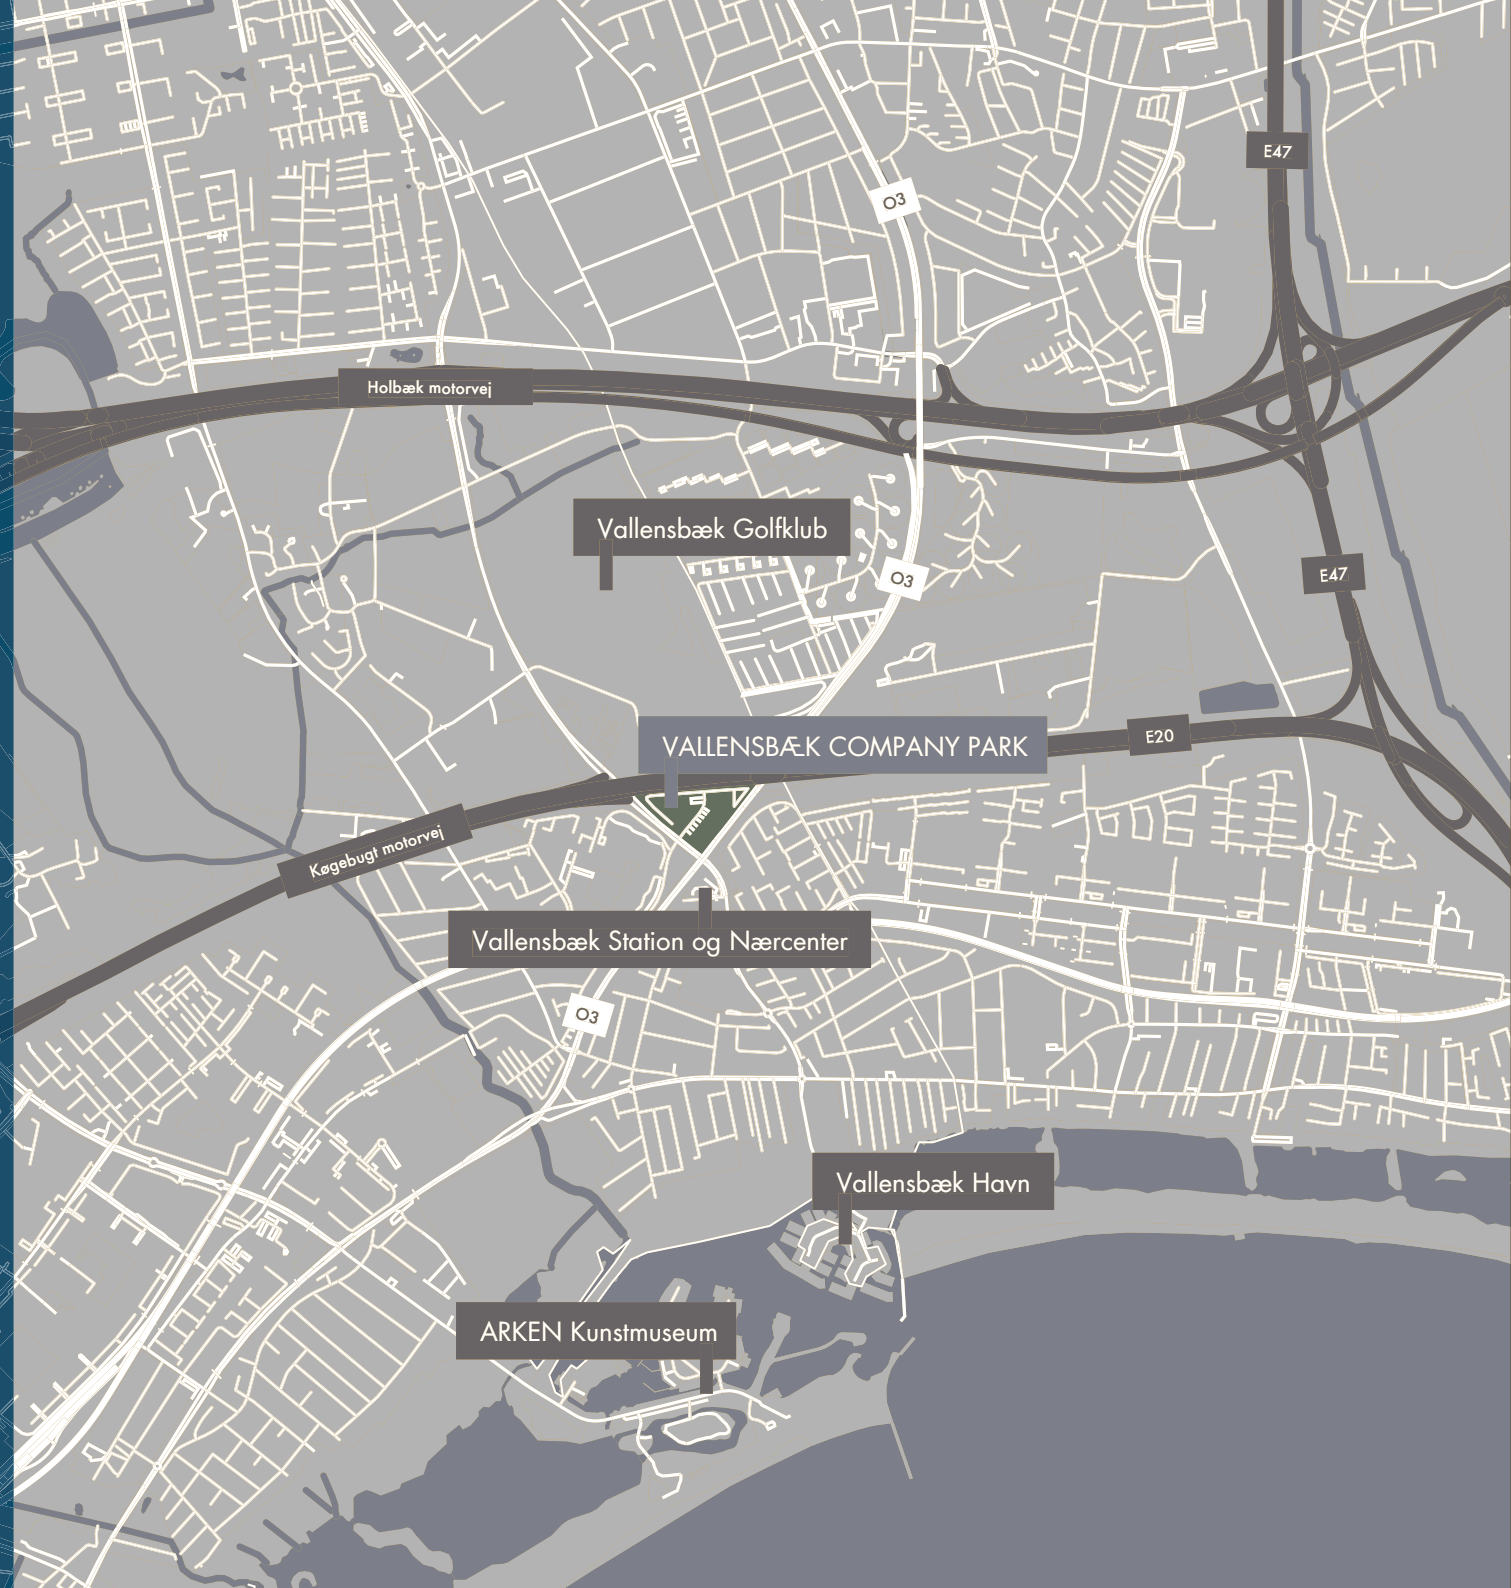 E47
O3
Holbæk motorvej
Vallensbæk Golfklub
O3
E47
E20
VALLENSBÆK COMPANY PARK
Køgebugt motorvej
Vallensbæk Station og Nærcenter
O3
Vallensbæk Havn
ARKEN Kunstmuseum